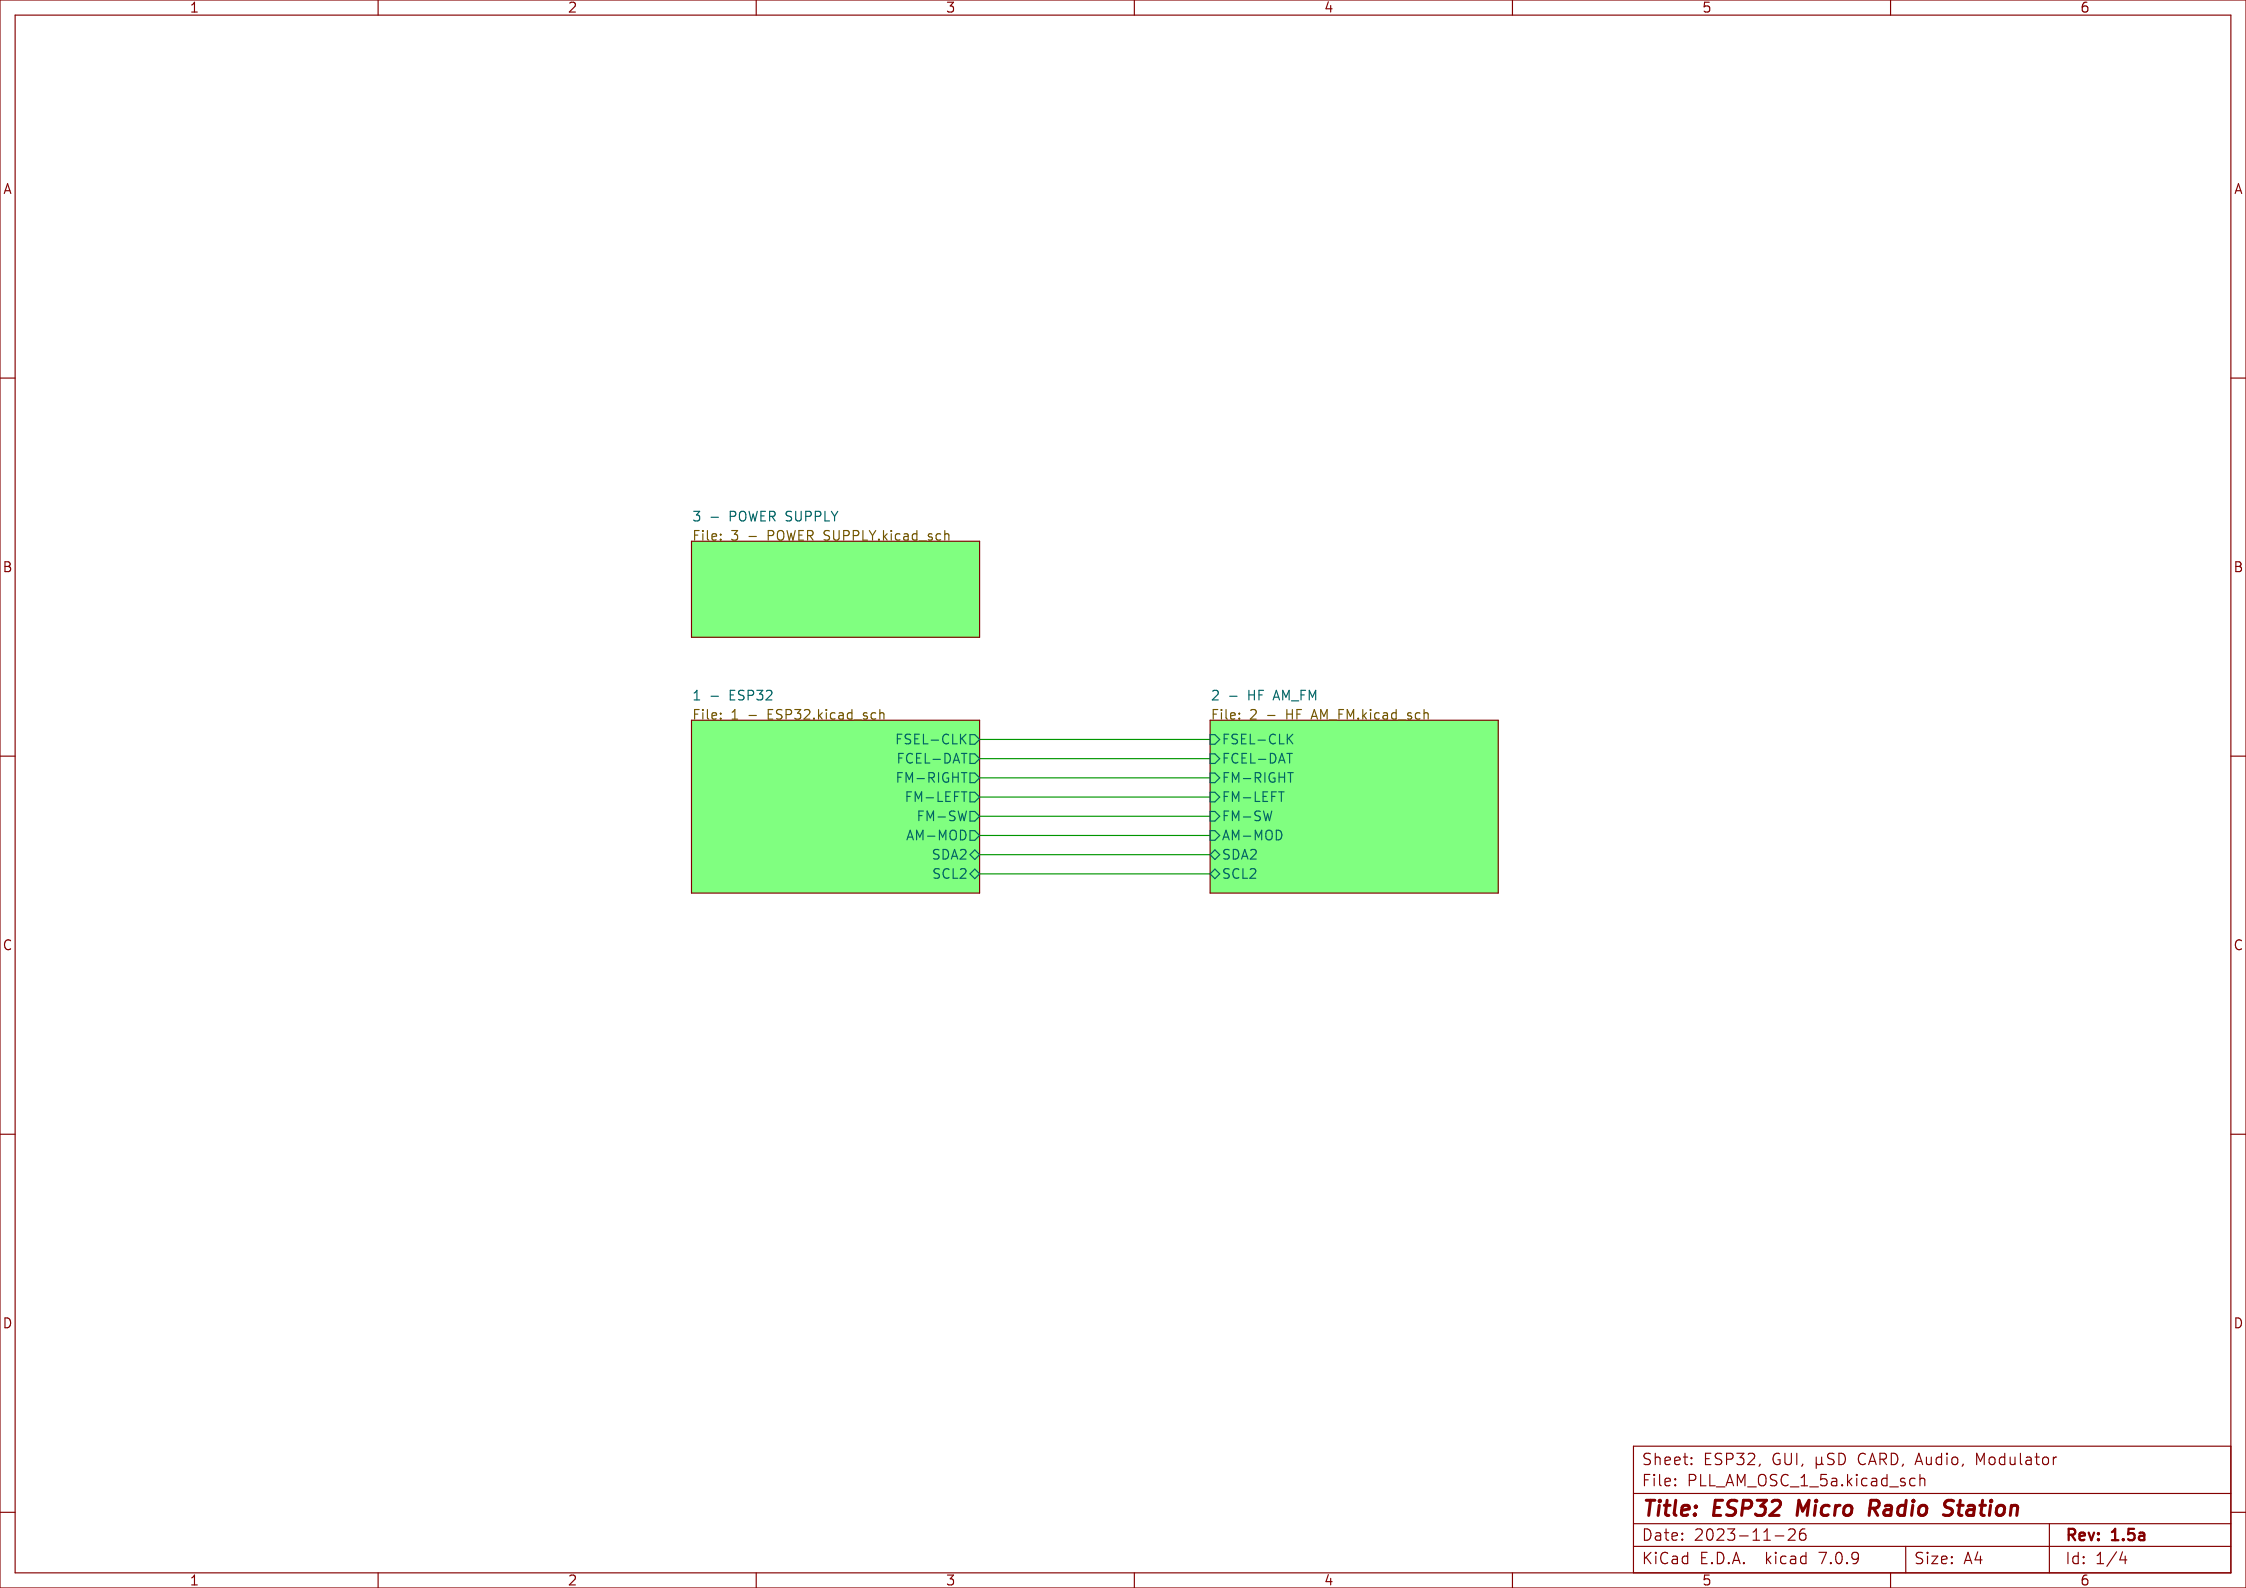 1 2 3 4 5 6
A A
3 - POWER SUPPLY
File: 3 - POWER SUPPLY.kicad_sch
B B
1 - ESP32
File: 1 - ESP32.kicad_sch
FSEL-CLK
FCEL-DAT
FM-RIGHT
FM-LEFT
FM-SW
AM-MOD
SDA2
SCL2
2 - HF AM_FM
File: 2 - HF AM_FM.kicad_sch
FSEL-CLK
FCEL-DAT
FM-RIGHT
FM-LEFT
FM-SW
AM-MOD
SDA2
SCL2
C C
D D
Sheet: ESP32, GUI, µSD CARD, Audio, Modulator
File: PLL_AM_OSC_1_5a.kicad_sch
Title: ESP32 Micro Radio Station
Date: 2023-11-26 Rev: 1.5a
KiCad E.D.A. kicad 7.0.9 Size: A4 Id: 1/4
1 2 3 4 5 6